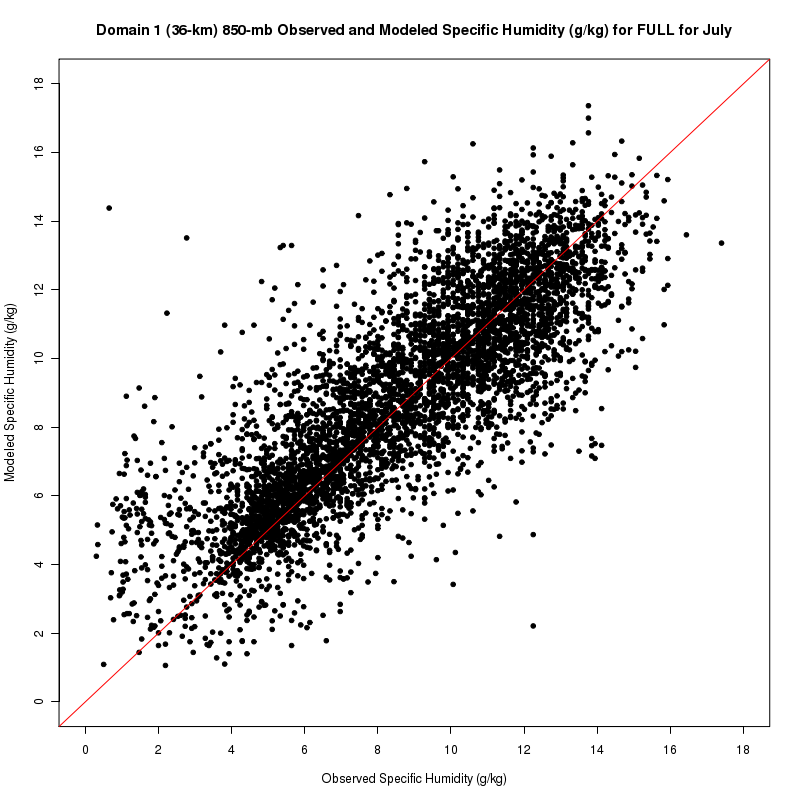 Domain 1 (36-km) 850-mb Observed and Modeled Specific Humidity (g/kg) for FULL for July
Modeled Specific Humidity (g/kg)
18
16
14
12
10
8
6
4
2
0
0 2 4 6 8 10 12 14 16 18
Observed Specific Humidity (g/kg)